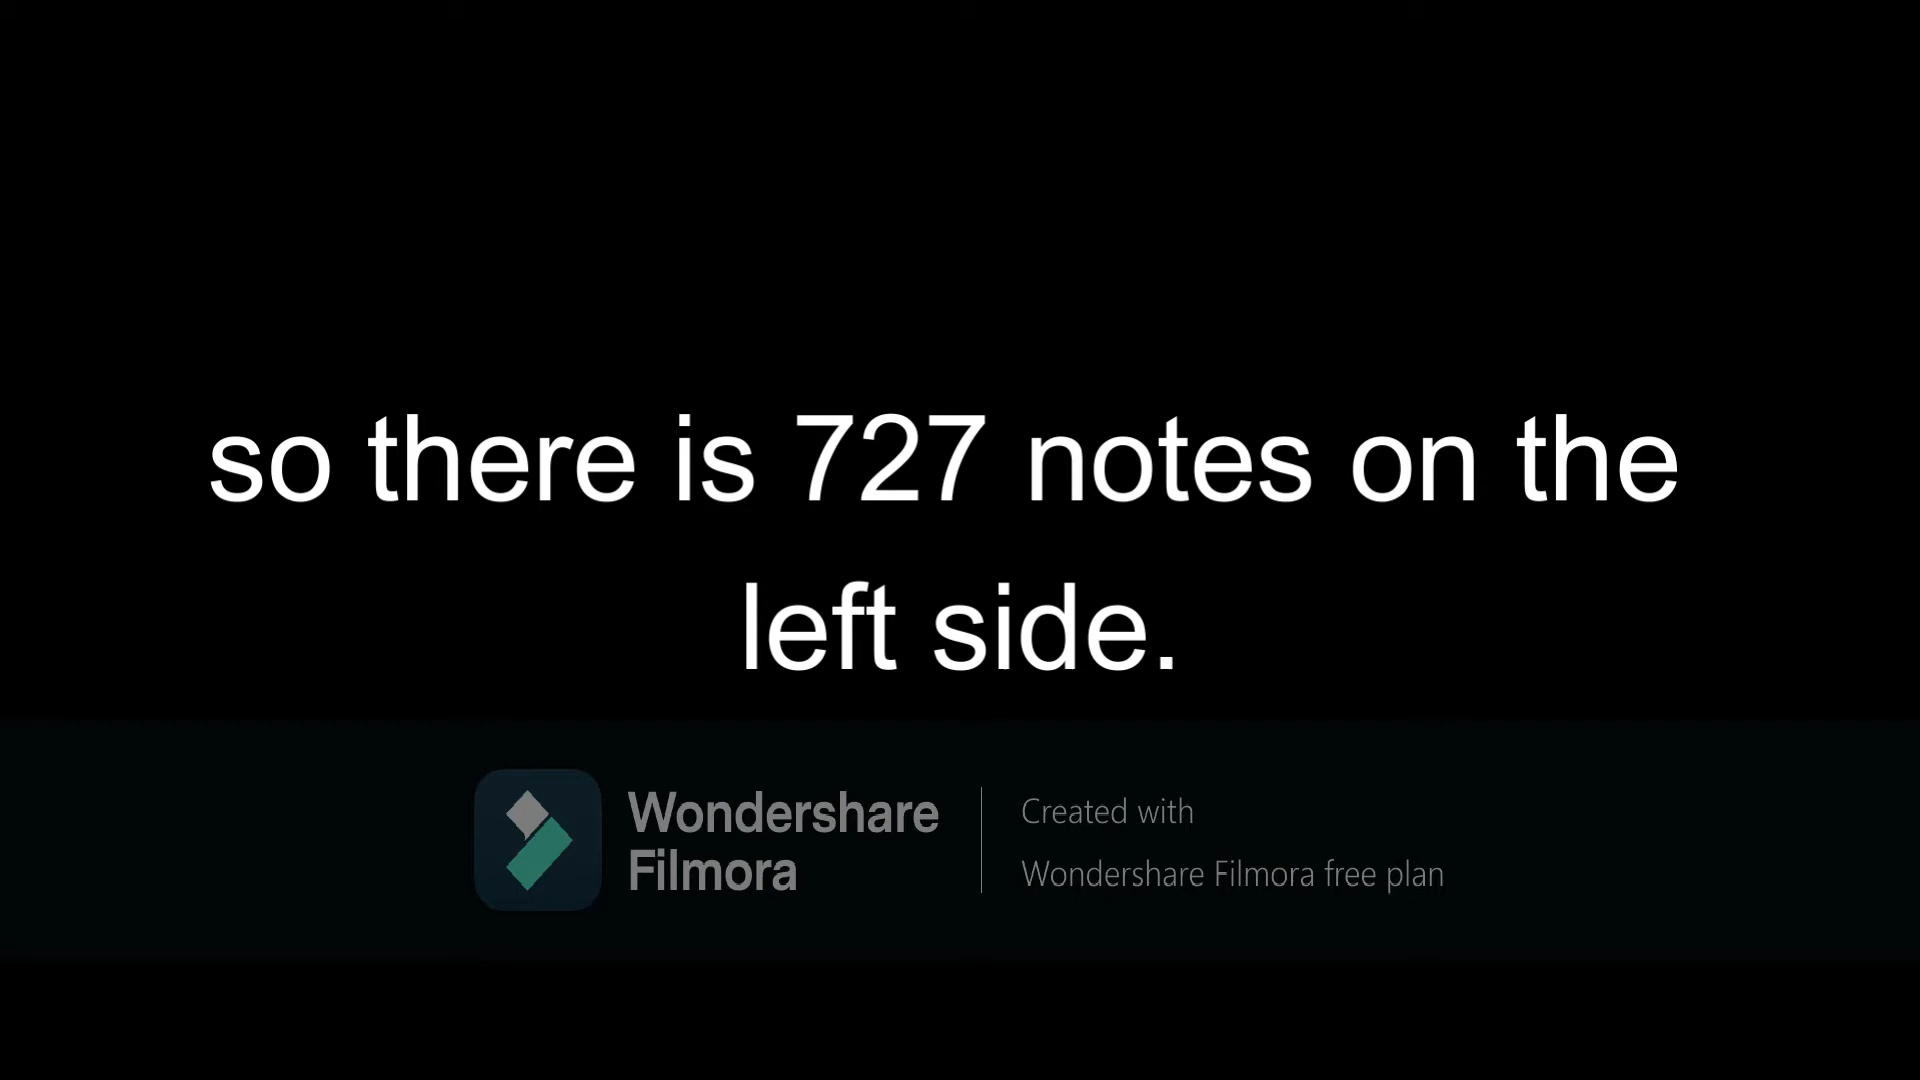 so there is 727 notes on the
left side.
Wondershare
Filmora
Created with
Wondershare Filmora free plan